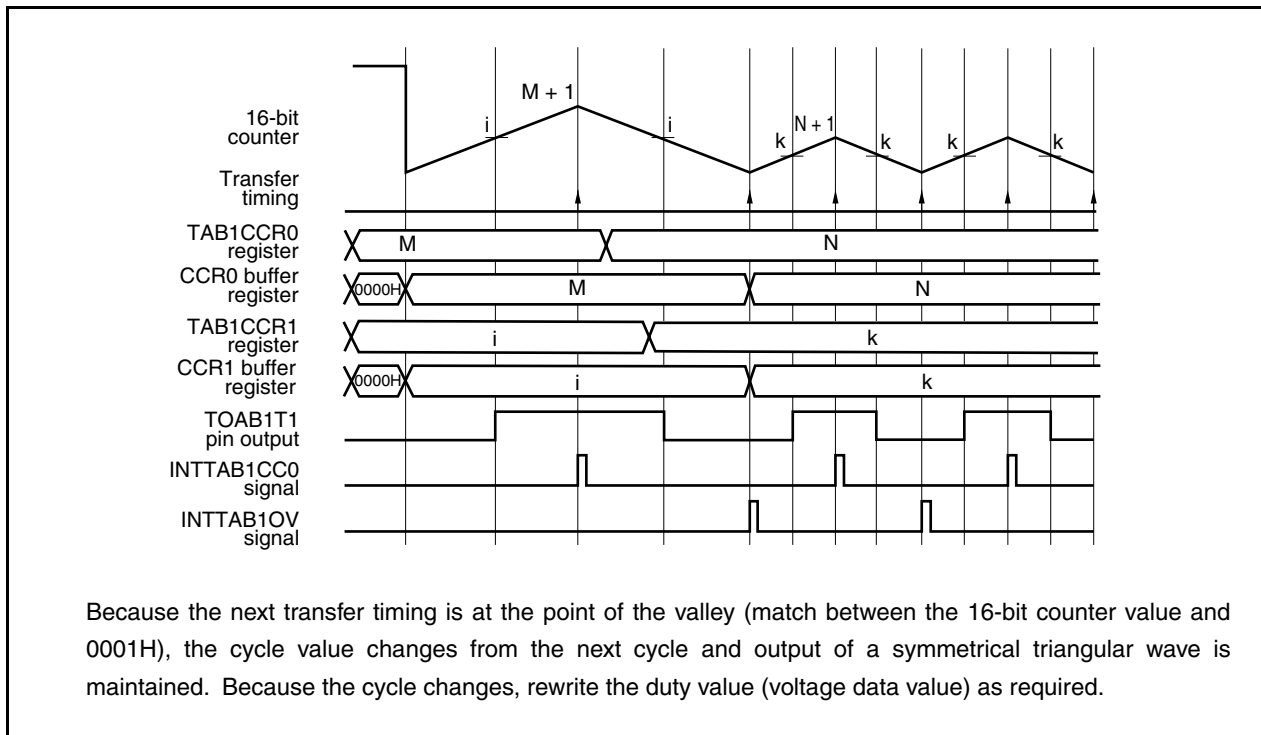 M + 1
16-bit
counter
i
i
N + 1
k
k
k
k
Transfer
timing
TAB1CCR0
register
M
N
CCR0 buffer
register
0000H
M
N
TAB1CCR1
register
i
k
CCR1 buffer
register
0000H
i
k
TOAB1T1
pin output
INTTAB1CC0
signal
INTTAB1OV
signal
Because the next transfer timing is at the point of the valley (match between the 16-bit counter value and
0001H), the cycle value changes from the next cycle and output of a symmetrical triangular wave is
maintained. Because the cycle changes, rewrite the duty value (voltage data value) as required.